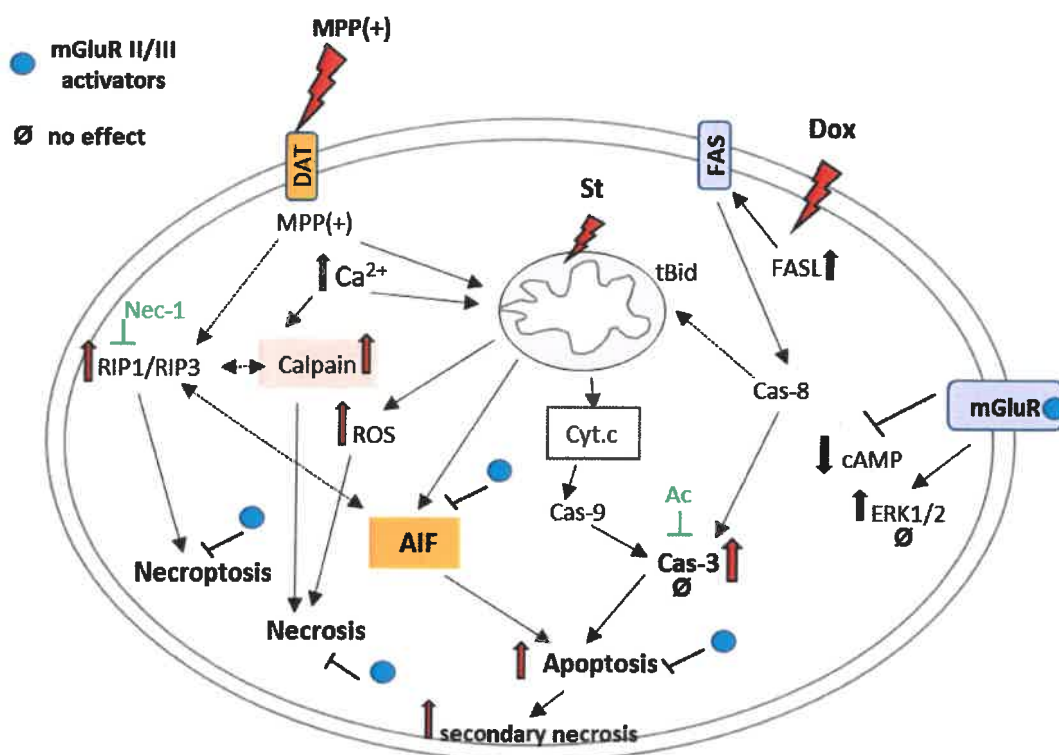 MPP(+)
mGluR II/III
activators
Ø no effect
DAT
FAS
Dox
St
MPP(+)
Ca²⁺
tBid
FASL
Nec-1
RIP1/RIP3
Calpain
Cas-8
mGluR
ROS
Cyt.c
cAMP
Ac
Cas-9
ERK1/2
Ø
AIF
Cas-3
Ø
Necroptosis
Necrosis
Apoptosis
secondary necrosis